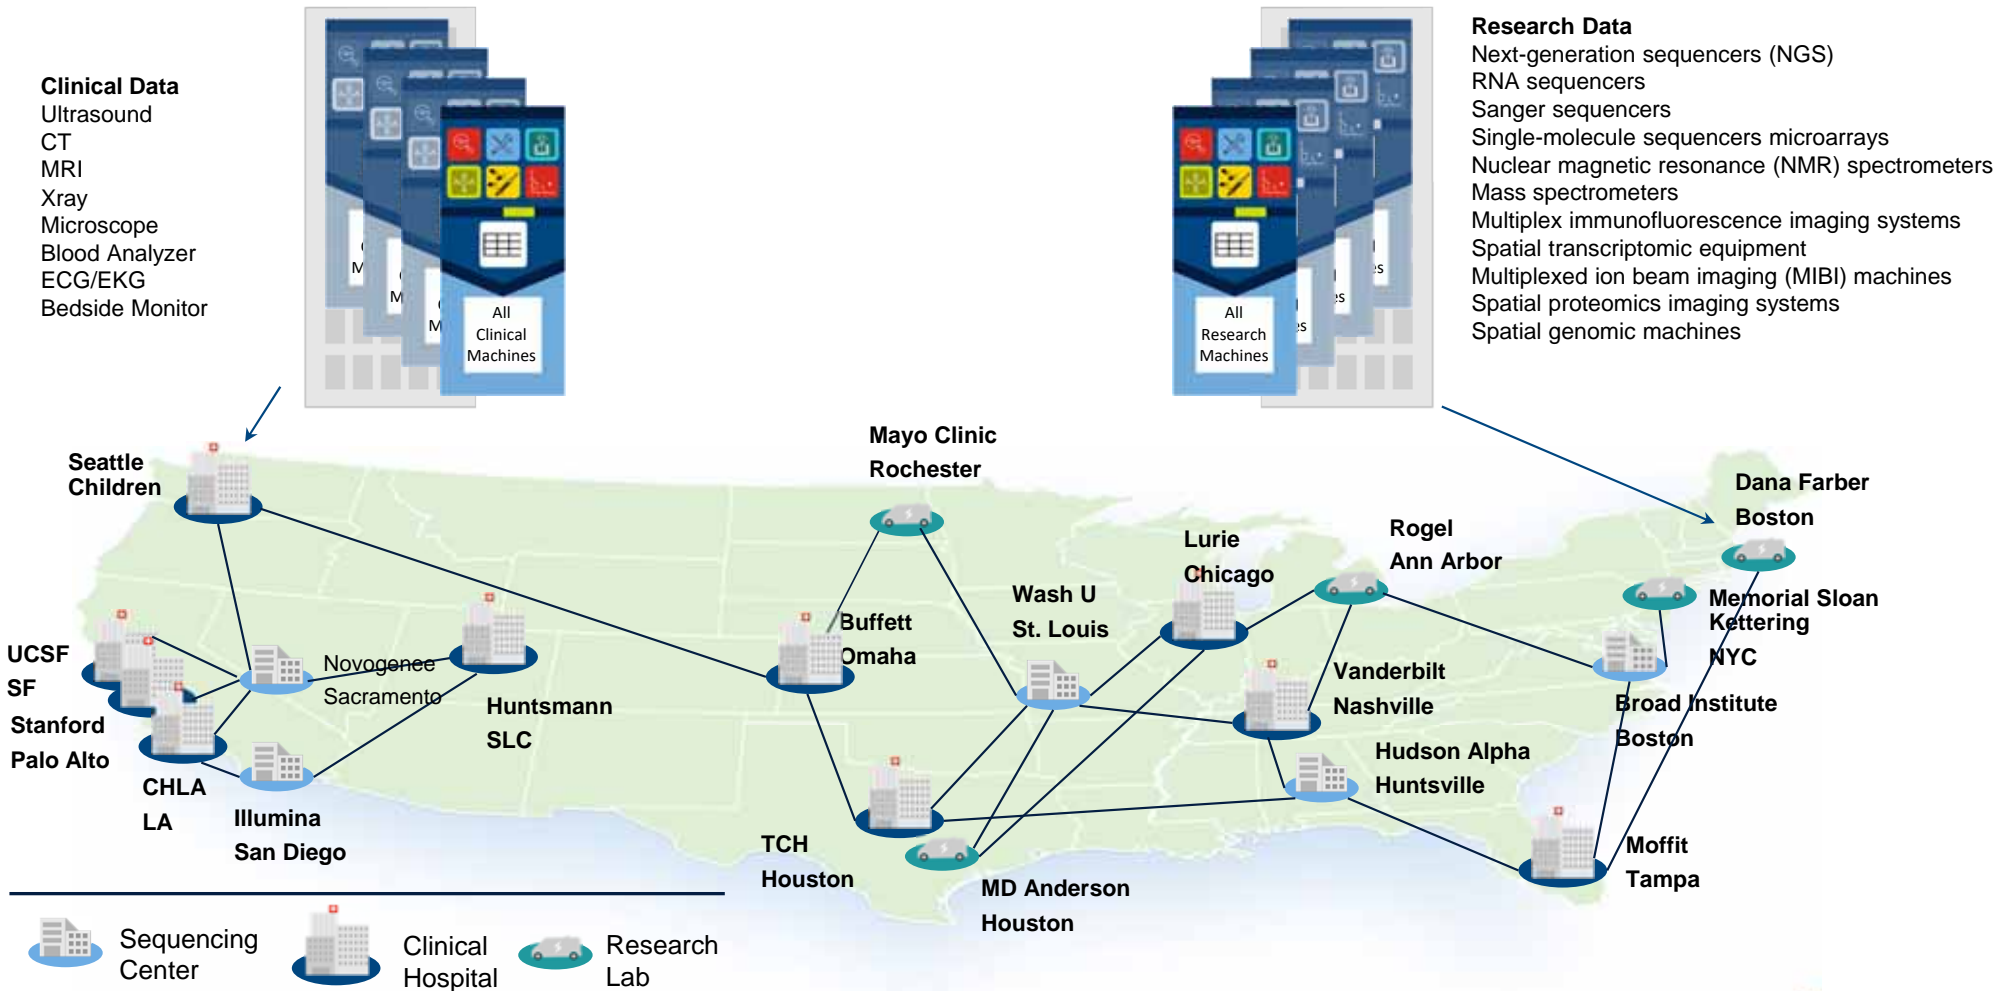 Clinical Data
Ultrasound
CT
MRI
Xray
Microscope
Blood Analyzer
ECG/EKG
Bedside Monitor
All
Clinical
Machines
All
Research
Machines
Research Data
Next-generation sequencers (NGS)
RNA sequencers
Sanger sequencers
Single-molecule sequencers microarrays
Nuclear magnetic resonance (NMR) spectrometers
Mass spectrometers
Multiplex immunofluorescence imaging systems
Spatial transcriptomic equipment
Multiplexed ion beam imaging (MIBI) machines
Spatial proteomics imaging systems
Spatial genomic machines
Seattle
Children
Mayo Clinic
Rochester
Dana Farber
Boston
Lurie
Chicago
Rogel
Ann Arbor
Wash U
St. Louis
Buffett
Omaha
Memorial Sloan
Kettering
NYC
UCSF
SF
Novogenee
Sacramento
Vanderbilt
Nashville
Stanford
Palo Alto
Huntsmann
SLC
Broad Institute
Boston
Hudson Alpha
Huntsville
CHLA
LA
Illumina
San Diego
TCH
Houston
MD Anderson
Houston
Moffit
Tampa
Sequencing
Center
Clinical
Hospital
Research
Lab